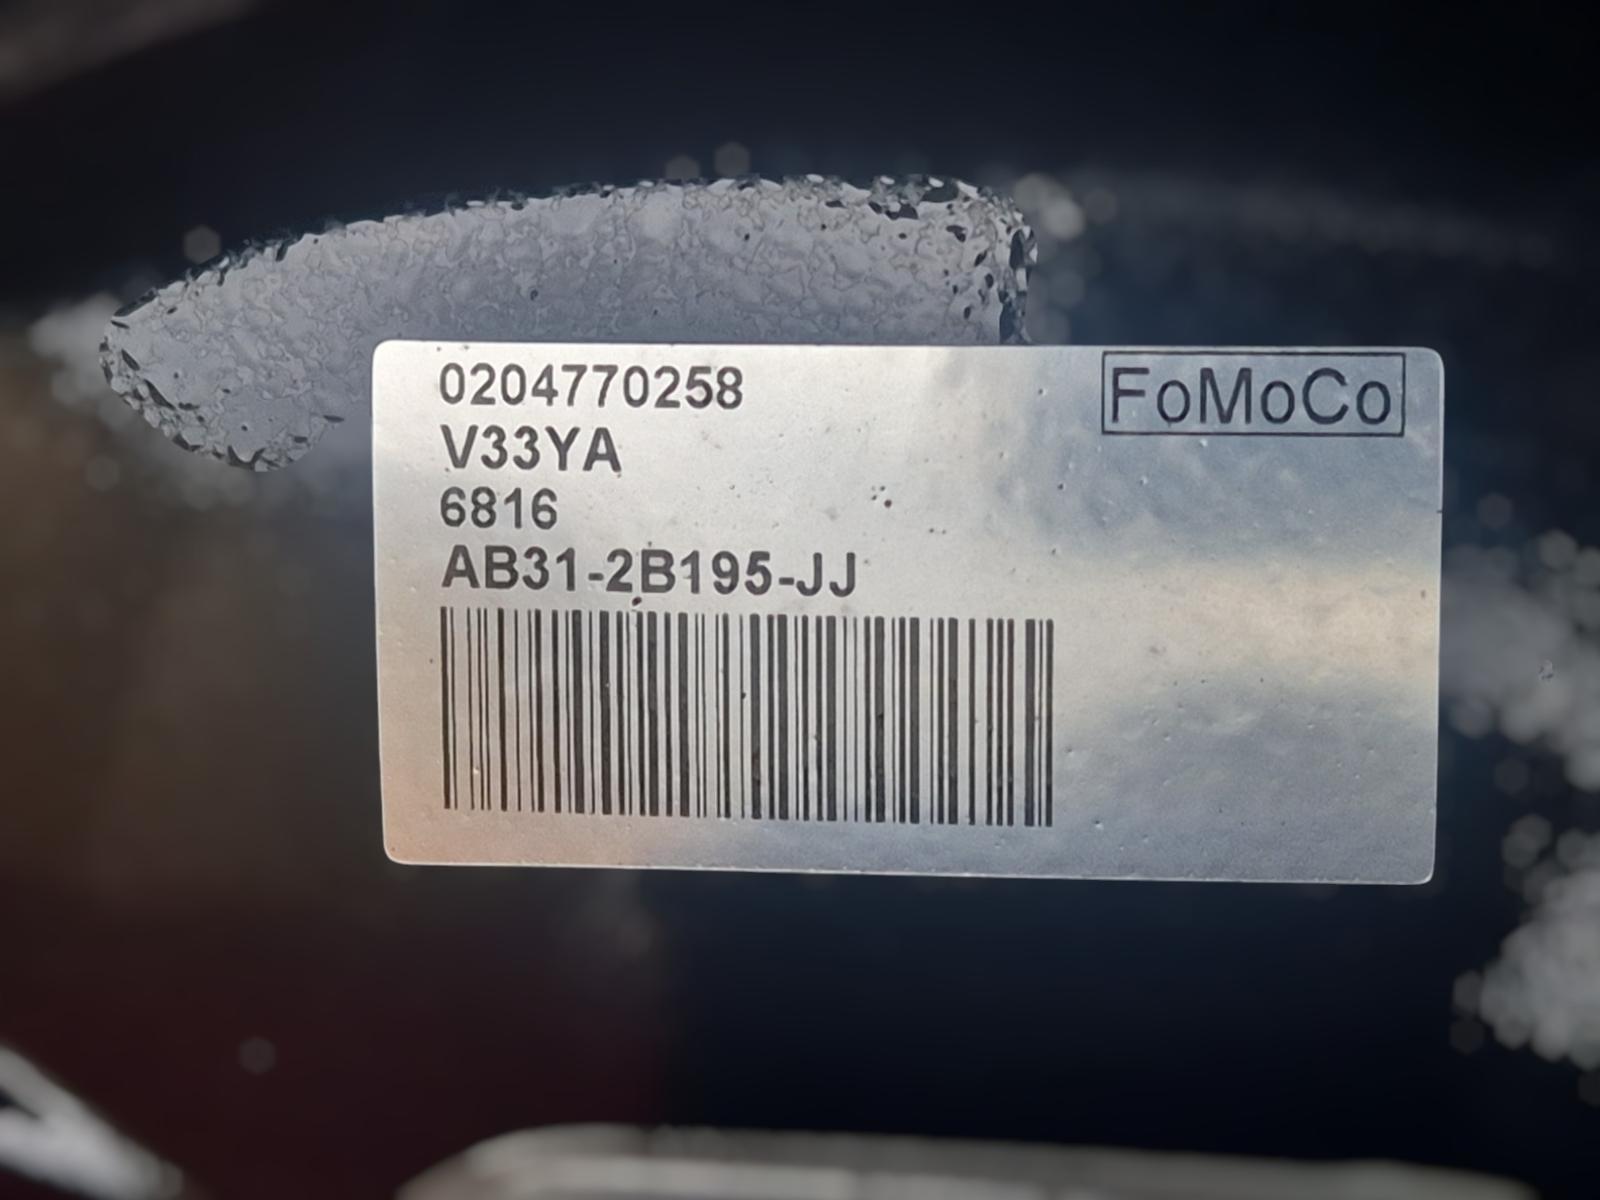 0204770258
FoMoCo
V33YA
6816
AB31-2B195-JJ